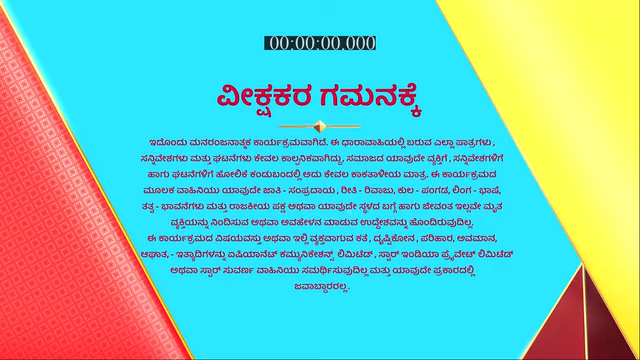 00:00:00.000
ವೀಕ್ಷಕರ ಗಮನಕ್ಕೆ
ಇದೊಂದು ಮನರಂಜನಾತ್ಮಕ ಕಾರ್ಯಕ್ರಮವಾಗಿದೆ. ಈ ಧಾರಾವಾಹಿಯಲ್ಲಿ ಬರುವ ಎಲ್ಲಾ ಪಾತ್ರಗಳು ,
ಸನ್ನಿವೇಶಗಳು ಮತ್ತು ಘಟನೆಗಳು ಕೇವಲ ಕಾಲ್ಪನಿಕವಾಗಿದ್ದು, ಸಮಾಜದ ಯಾವುದೇ ವ್ಯಕ್ತಿಗೆ , ಸನ್ನಿವೇಶಗಳಿಗೆ
ಹಾಗು ಘಟನೆಗಳಿಗೆ ಹೋಲಿಕೆ ಕಂಡುಬಂದಲ್ಲಿ ಅದು ಕೇವಲ ಕಾಕತಾಳೀಯ ಮಾತ್ರ. ಈ ಕಾರ್ಯಕ್ರಮದ
ಮೂಲಕ ವಾಹಿನಿಯು ಯಾವುದೇ ಜಾತಿ - ಸಂಪ್ರದಾಯ , ರೀತಿ - ರಿವಾಜು, ಕುಲ - ಪಂಗಡ, ಲಿಂಗ - ಭಾಷೆ,
ತತ್ವ - ಭಾವನೆಗಳು ಮತ್ತು ರಾಜಕೀಯ ಪಕ್ಷ ಅಥವಾ ಯಾವುದೇ ಸ್ಥಳದ ಬಗ್ಗೆ ಹಾಗು ಜೀವಂತ ಇಲ್ಲವೇ ಮೃತ
ವ್ಯಕ್ತಿಯನ್ನು ನಿಂದಿಸುವ ಅಥವಾ ಅವಹೇಳನ ಮಾಡುವ ಉದ್ದೇಶವನ್ನು ಹೊಂದಿರುವುದಿಲ್ಲ.
ಈ ಕಾರ್ಯಕ್ರಮದ ವಿಷಯವಸ್ತು ಅಥವಾ ಇಲ್ಲಿ ವ್ಯಕ್ತವಾಗುವ ಕತೆ , ದೃಷ್ಟಿಕೋನ , ಪರಿಹಾರ, ಅವಮಾನ,
ಆಘಾತ, - ಇತ್ಯಾದಿಗಳನ್ನು ಏಷಿಯಾನೆಟ್ ಕಮ್ಯುನಿಕೇಶನ್ಸ್ ಲಿಮಿಟೆಡ್ , ಸ್ಟಾರ್ ಇಂಡಿಯಾ ಪ್ರೈವೇಟ್ ಲಿಮಿಟೆಡ್
ಅಥವಾ ಸ್ಟಾರ್ ಸುವರ್ಣ ವಾಹಿನಿಯು ಸಮರ್ಥಿಸುವುದಿಲ್ಲ ಮತ್ತು ಯಾವುದೇ ಪ್ರಕಾರದಲ್ಲಿ
ಜವಾಬ್ದಾರರಲ್ಲ.